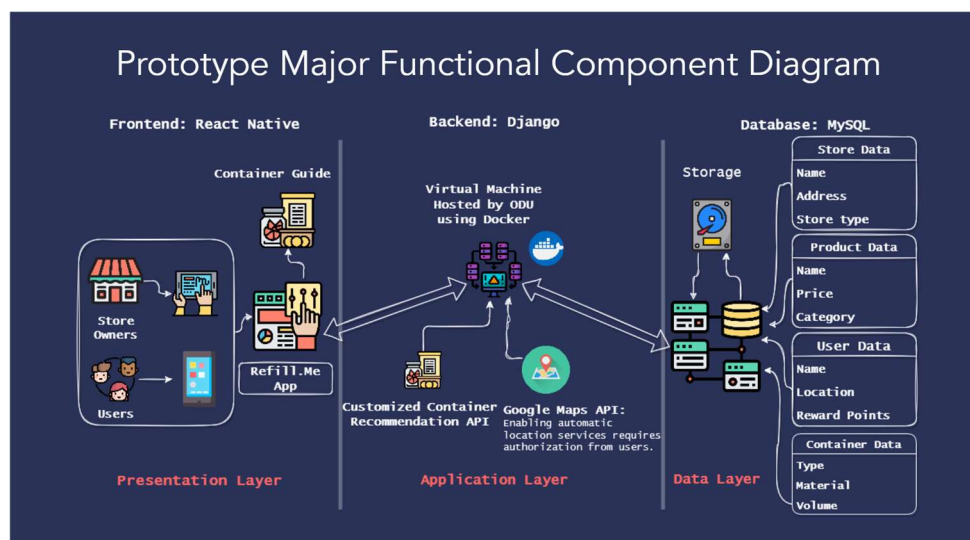 Prototype Major Functional Component Diagram
Frontend: React Native
Container Guide
Store
Owners
Users
Refill.Me
App
Presentation Layer
Backend: Django
Virtual Machine
Hosted by ODU
using Docker
Customized Container
Recommendation API
Google Maps API:
Enabling automatic
location services requires
authorization from users.
Application Layer
Database: MySQL
Storage
Data Layer
Store Data
Name
Address
Store type
Product Data
Name
Price
Category
User Data
Name
Location
Reward Points
Container Data
Type
Material
Volume